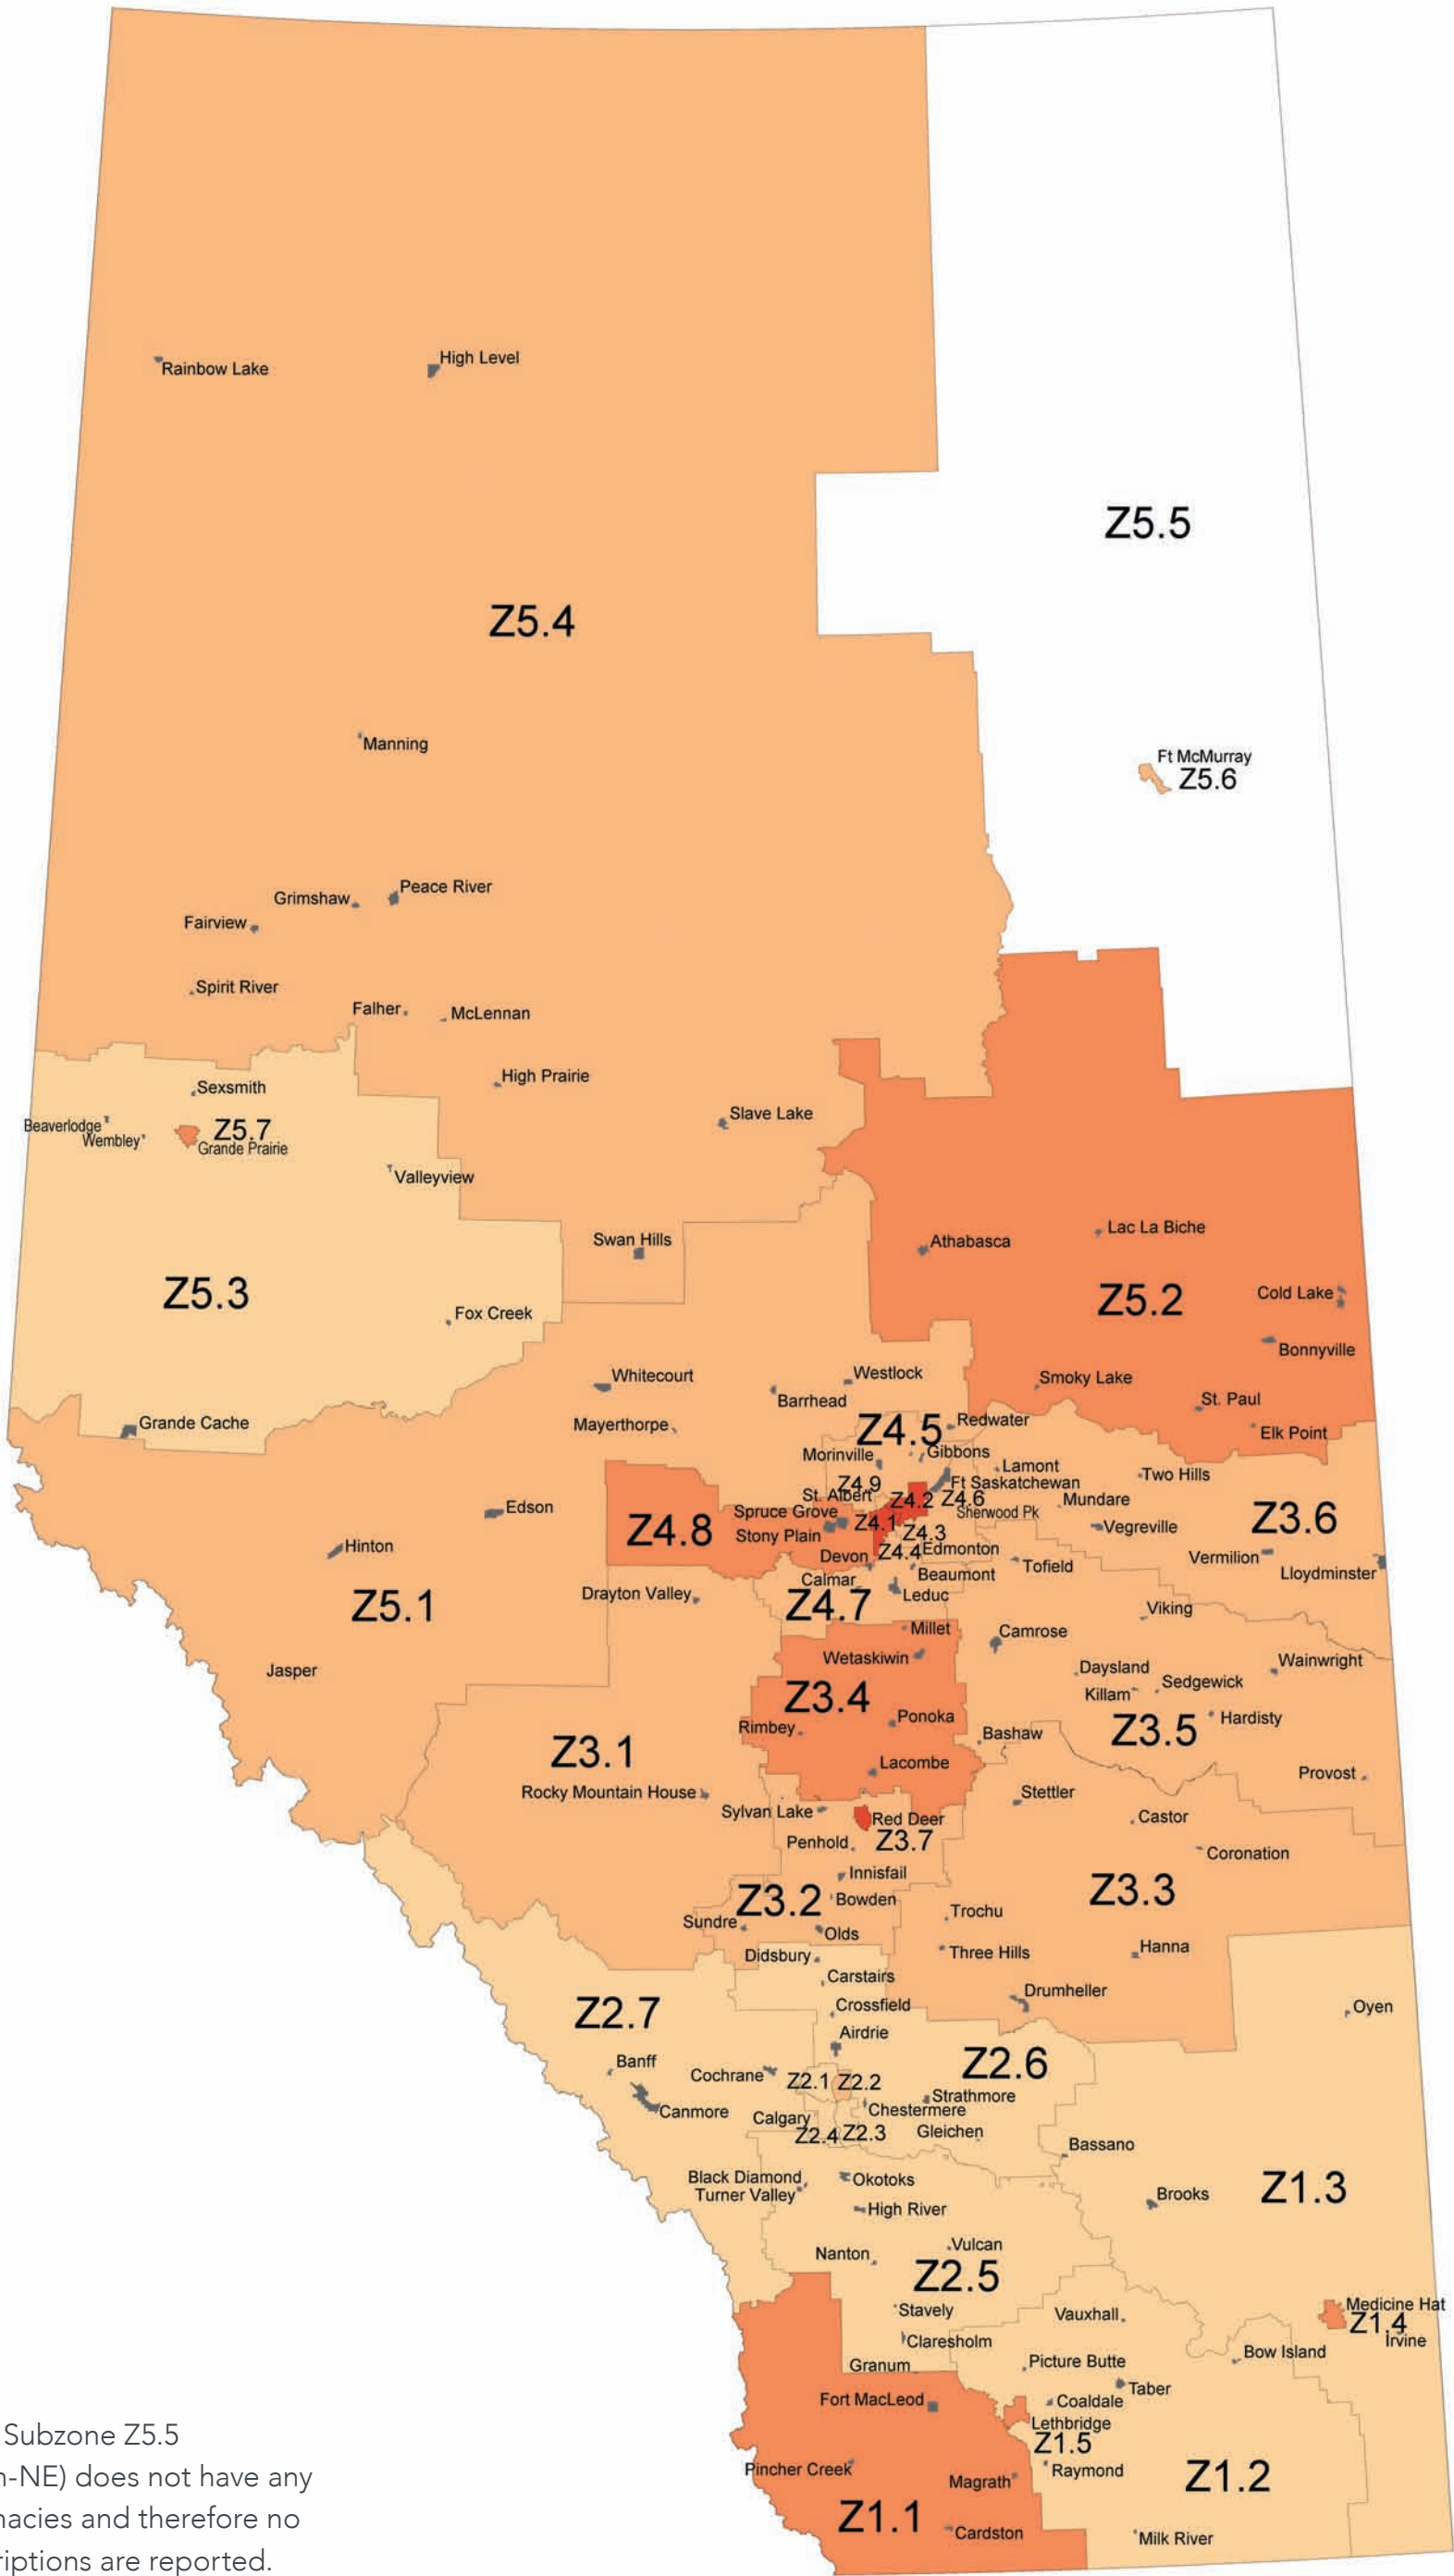 Rainbow Lake
High Level
Z5.5
Z5.4
Manning
Ft McMurray
Z5.6
Peace River
Grimshaw
Fairview
Spirit River
Falher
McLennan
High Prairie
Sexsmith
Slave Lake
Beaverlodge
Z5.7
Wembley
Grande Prairie
Valleyview
Lac La Biche
Swan Hills
Athabasca
Z5.3
Z5.2
Cold Lake
Fox Creek
Bonnyville
Whitecourt
Westlock
Smoky Lake
Barrhead
St. Paul
Grande Cache
Mayerthorpe
Z4.5
Redwater
Elk Point
Morinville
Gibbons
Lamont
Two Hills
Z4.9
Ft Saskatchewan
St. Albert
Z4.2
Z4.6
Mundare
Edson
Spruce Grove
Sherwood Pk
Z3.6
Z4.8
Z4.1
Vegreville
Stony Plain
Z4.3
Hinton
Devon
Z4.4
Edmonton
Vermilion
Tofield
Lloydminster
Calmar
Beaumont
Drayton Valley
Leduc
Z5.1
Z4.7
Viking
Millet
Camrose
Wetaskiwin
Wainwright
Jasper
Daysland
Sedgewick
Z3.4
Killam
Ponoka
Hardisty
Rimbey
Bashaw
Z3.5
Z3.1
Lacombe
Provost
Rocky Mountain House
Stettler
Sylvan Lake
Red Deer
Castor
Penhold
Z3.7
Coronation
Innisfail
Z3.2
Bowden
Z3.3
Trochu
Sundre
Olds
Didsbury
Three Hills
Hanna
Carstairs
Drumheller
Z2.7
Crossfield
Oyen
Airdrie
Banff
Z2.6
Cochrane
Z2.1
Z2.2
Strathmore
Canmore
Chestermere
Calgary
Z2.4
Z2.3
Gleichen
Bassano
Black Diamond
Okotoks
Z1.3
Turner Valley
Brooks
High River
Vulcan
Nanton
Z2.5
Medicine Hat
Stavely
Vauxhall
Z1.4
Irvine
Claresholm
Bow Island
Granum
Picture Butte
Taber
Fort MacLeod
Coaldale
Lethbridge
Z1.5
Subzone Z5.5
Pincher Creek
Raymond
Magrath
Z1.2
n-NE) does not have any
Z1.1
nacies and therefore no
Cardston
Milk River
riptions are reported.